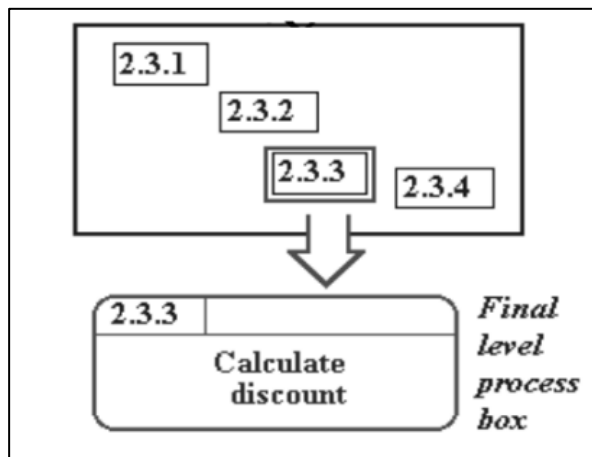 2.3.1
2.3.2
2.3.3
2.3.4
2.3.3
Calculate
discount
Final
level
process
box